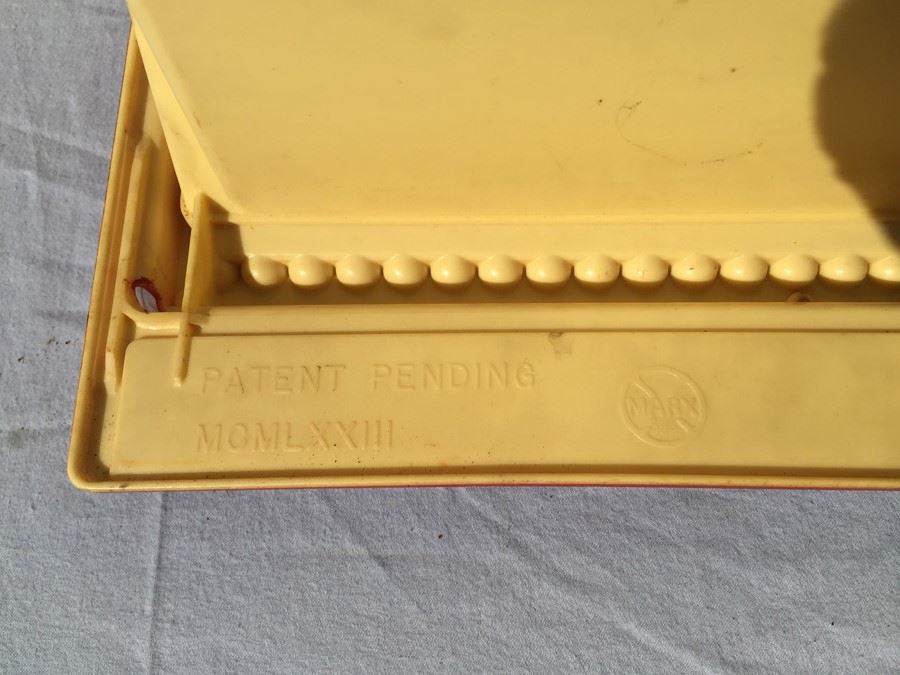 PATENT PENDING
MCMLXXIII
MARX